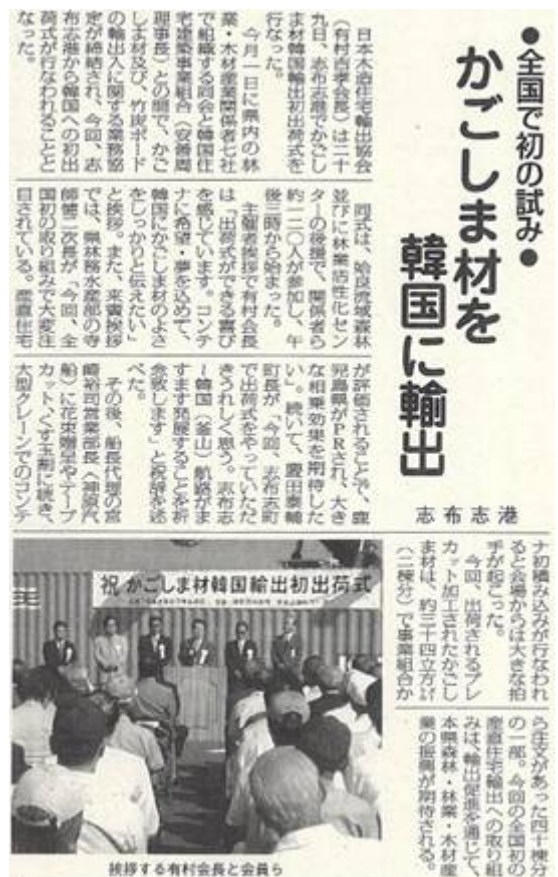 ●全国で初の試み●
かごしま材を
韓国に輸出
志布志港
日本木造住宅輸出協会
（有村吉孝会長）は二十
九日、志布志港でかごし
ま材韓国輸出初出荷式を
行なった。
今月一日に県内の林
業・木材産業関係者七社
で組織する同会と韓国住
宅建築事業組合（安善周
理事長）との間で、かご
しま材及び、竹炭ボード
の輸出入に関する業務協
定が締結され、今回、志
布志港から韓国への初出
荷式が行なわれることと
なった。
同式は、姶良流域森林
並びに林業活性化セン
ターの後援で、関係者ら
約一二〇人が参加し、午
後三時から始まった。
主催者挨拶で有村会長
は「出荷式ができる喜び
を感じています。コンテ
ナに希望・夢を込めて、
韓国にかごしま材のよさ
をしっかりと伝えたい」
と挨拶。また、来賓挨拶
では、県林務水産部の寺
師健二次長が「今回、全
国初の取り組みで大変注
目されている。産直住宅
が評価されることで、鹿
児島県がPRされ、大き
な相乗効果を期待した
い」。続いて、慶田泰輔
町長が「今回、志布志町
で出荷式をやっていただ
きうれしく思う。志布志
～韓国（釜山）航路がま
すます発展することを祈
念致します」と祝辞を述
べた。
その後、船長代理の宮
崎裕司営業部長（神原汽
船）に花束贈呈やテープ
カット、くす玉割に続き、
大型クレーンでのコンテ
ナ初積み込みが行なわれ
ると会場からは大きな拍
手が起こった。
今回、出荷されるプレ
カット加工されたかごし
ま材は、約三十四立方㍍
（二棟分）で事業組合か
ら注文があった四十棟分
の一部。今回の全国初の
産直住宅輸出への取り組
みは、輸出促進を通じて、
本県森林・林業・木材産
業の振興が期待される。
祝 かごしま材韓国輸出初出荷式
挨拶する有村会長と会員ら